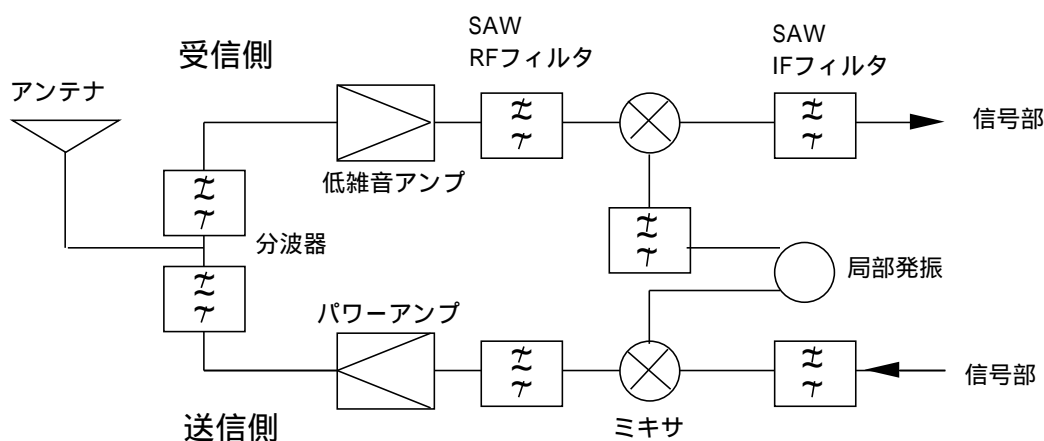 受信側
SAW
RFフィルタ
SAW
IFフィルタ
アンテナ
信号部
低雑音アンプ
分波器
局部発振
パワーアンプ
信号部
送信側
ミキサ